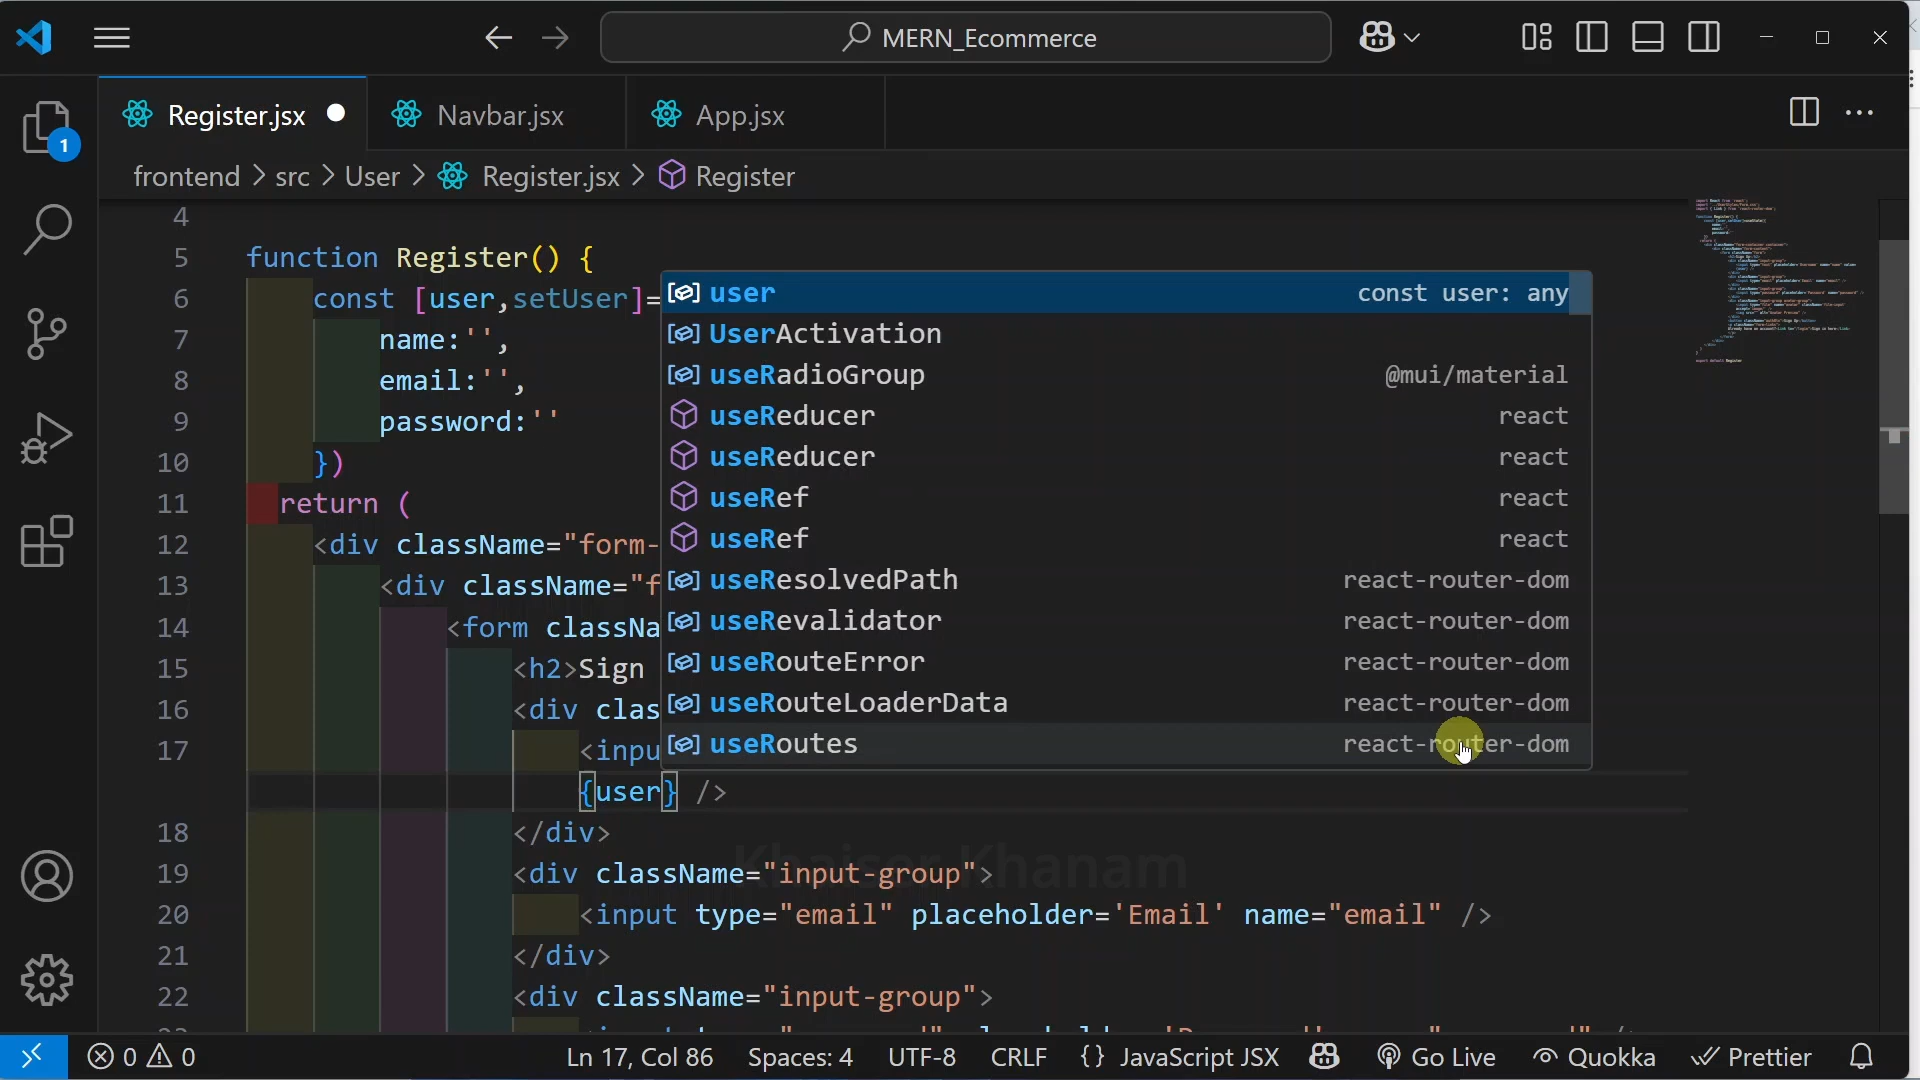 MERN_Ecommerce
Register.jsx
Navbar.jsx
App.jsx
1
frontend > src > User > Register.jsx > Register
4
5 function Register() {
6 const [user,setUser]=
7 name:'',
8 email:'',
9 password:''
10 })
11 return (
12 <div className="form-
13 <div className="f
14 <form classNa
15 <h2>Sign
16 <div clas
17 <inpu
{user} />
18 </div>
19 <div className="input-group">
20 <input type="email" placeholder='Email' name="email" />
21 </div>
22 <div className="input-group">
user const user: any
UserActivation
useRadioGroup @mui/material
useReducer react
useReducer react
useRef react
useRef react
useResolvedPath react-router-dom
useRevalidator react-router-dom
useRouteError react-router-dom
useRouteLoaderData react-router-dom
useRoutes react-router-dom
Khaiser Khanam
0 0 Ln 17, Col 86 Spaces: 4 UTF-8 CRLF {} JavaScript JSX Go Live Quokka Prettier